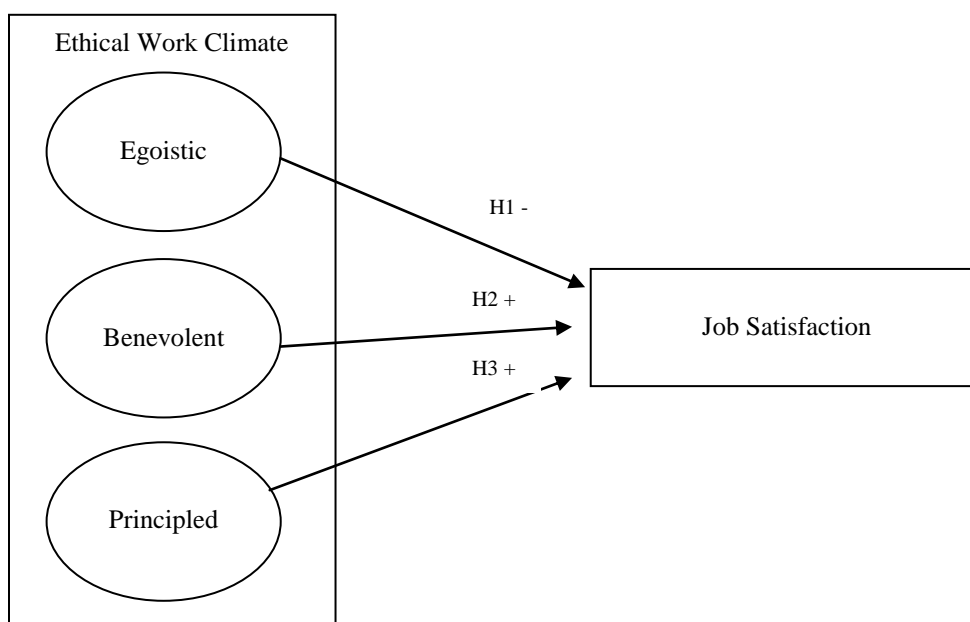 Ethical Work Climate
Egoistic
H1 -
H2 +
Benevolent
Job Satisfaction
H3 +
Principled